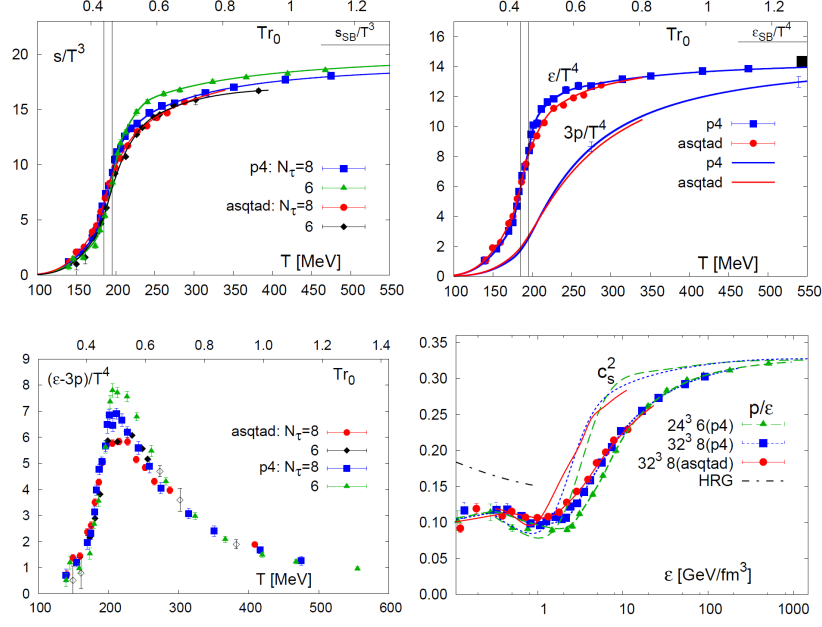 0.4 0.6 0.8 1 1.2
Tr₀
s_SB/T³
s/T³
20
15
10
5
0
p4: N_τ=8
6
asqtad: N_τ=8
6
T [MeV]
100 150 200 250 300 350 400 450 500 550
0.4 0.6 0.8 1 1.2
Tr₀
ε_SB/T⁴
ε/T⁴
3p/T⁴
16
14
12
10
8
6
4
2
0
p4
asqtad
p4
asqtad
T [MeV]
100 150 200 250 300 350 400 450 500 550
0.4 0.6 0.8 1 1.2 1.4
Tr₀
(ε-3p)/T⁴
9
8
7
6
5
4
3
2
1
0
asqtad: N_τ=8
6
p4: N_τ=8
6
T [MeV]
100 200 300 400 500 600
0.35
0.30
0.25
0.20
0.15
0.10
0.05
0.00
c_s²
p/ε
24³ 6(p4)
32³ 8(p4)
32³ 8(asqtad)
HRG
ε [GeV/fm³]
1 10 100 1000